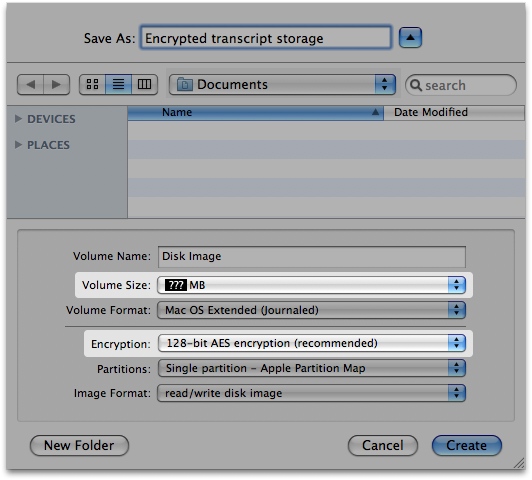 Save As: Encrypted transcript storage
Documents search
DEVICES
PLACES
Name Date Modified
Volume Name: Disk Image
Volume Size: ??? MB
Volume Format: Mac OS Extended (Journaled)
Encryption: 128-bit AES encryption (recommended)
Partitions: Single partition – Apple Partition Map
Image Format: read/write disk image
New Folder Cancel Create